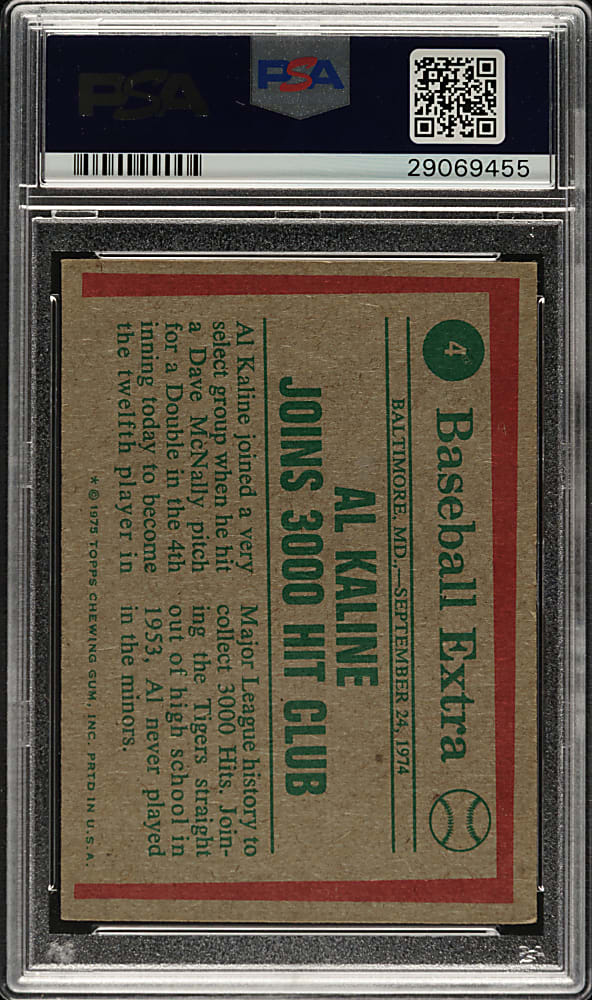 PSA
PSA
29069455
4
Baseball Extra
BALTIMORE, MD.,—SEPTEMBER 24, 1974
AL KALINE
JOINS 3000 HIT CLUB
Al Kaline joined a very
select group when he hit
a Dave McNally pitch
for a Double in the 4th
inning today to become
the twelfth player in
Major League history to
collect 3000 Hits. Join-
ing the Tigers straight
out of high school in
1953, Al never played
in the minors.
* © 1975 TOPPS CHEWING GUM, INC. PRTD IN U.S.A.